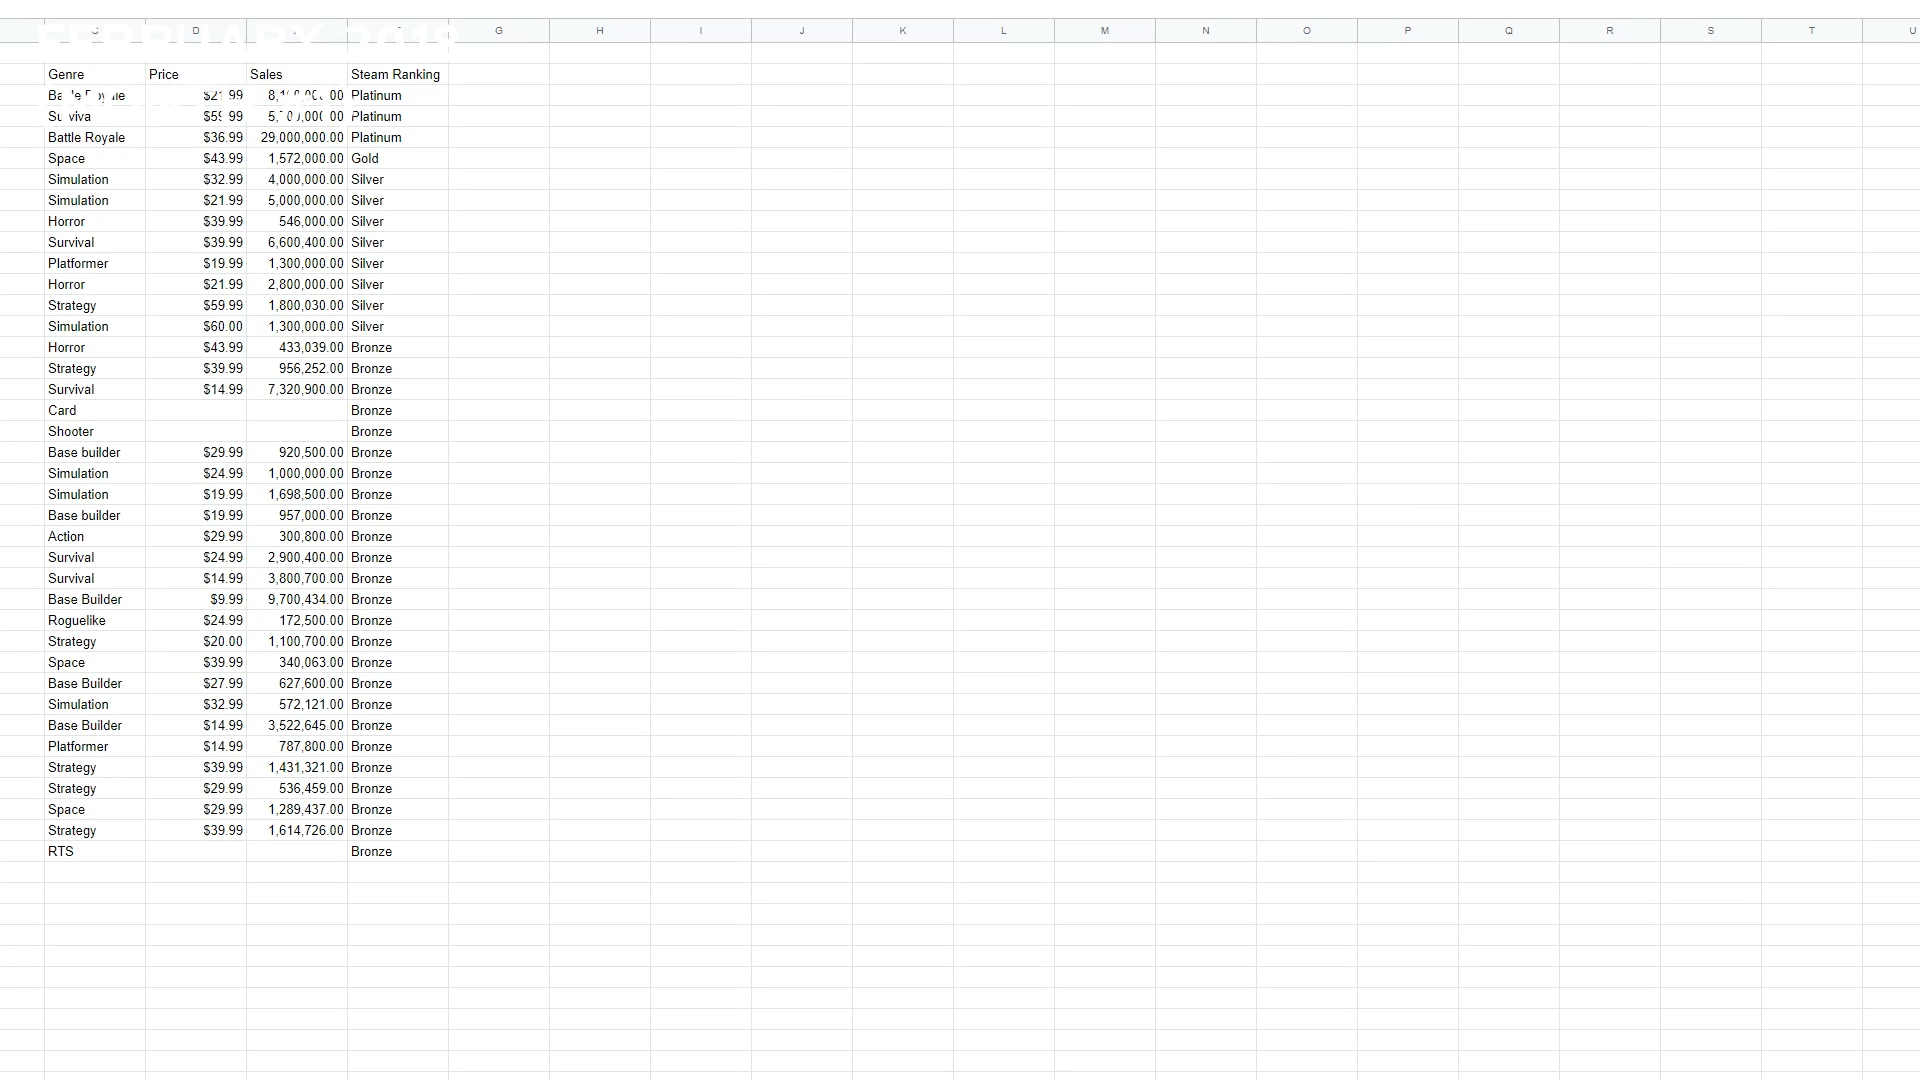 FEBRUARY 2019
C D G H I J K L M N O P Q R S T U
Genre Price Sales Steam Ranking
Battle Royale $21.99 Platinum
Survival $59.99 Platinum
Battle Royale $36.99 29,000,000.00 Platinum
Space $43.99 1,572,000.00 Gold
Simulation $32.99 4,000,000.00 Silver
Simulation $21.99 5,000,000.00 Silver
Horror $39.99 546,000.00 Silver
Survival $39.99 6,600,400.00 Silver
Platformer $19.99 1,300,000.00 Silver
Horror $21.99 2,800,000.00 Silver
Strategy $59.99 1,800,030.00 Silver
Simulation $60.00 1,300,000.00 Silver
Horror $43.99 433,039.00 Bronze
Strategy $39.99 956,252.00 Bronze
Survival $14.99 7,320,900.00 Bronze
Card Bronze
Shooter Bronze
Base builder $29.99 920,500.00 Bronze
Simulation $24.99 1,000,000.00 Bronze
Simulation $19.99 1,698,500.00 Bronze
Base builder $19.99 957,000.00 Bronze
Action $29.99 300,800.00 Bronze
Survival $24.99 2,900,400.00 Bronze
Survival $14.99 3,800,700.00 Bronze
Base Builder $9.99 9,700,434.00 Bronze
Roguelike $24.99 172,500.00 Bronze
Strategy $20.00 1,100,700.00 Bronze
Space $39.99 340,063.00 Bronze
Base Builder $27.99 627,600.00 Bronze
Simulation $32.99 572,121.00 Bronze
Base Builder $14.99 3,522,645.00 Bronze
Platformer $14.99 787,800.00 Bronze
Strategy $39.99 1,431,321.00 Bronze
Strategy $29.99 536,459.00 Bronze
Space $29.99 1,289,437.00 Bronze
Strategy $39.99 1,614,726.00 Bronze
RTS Bronze